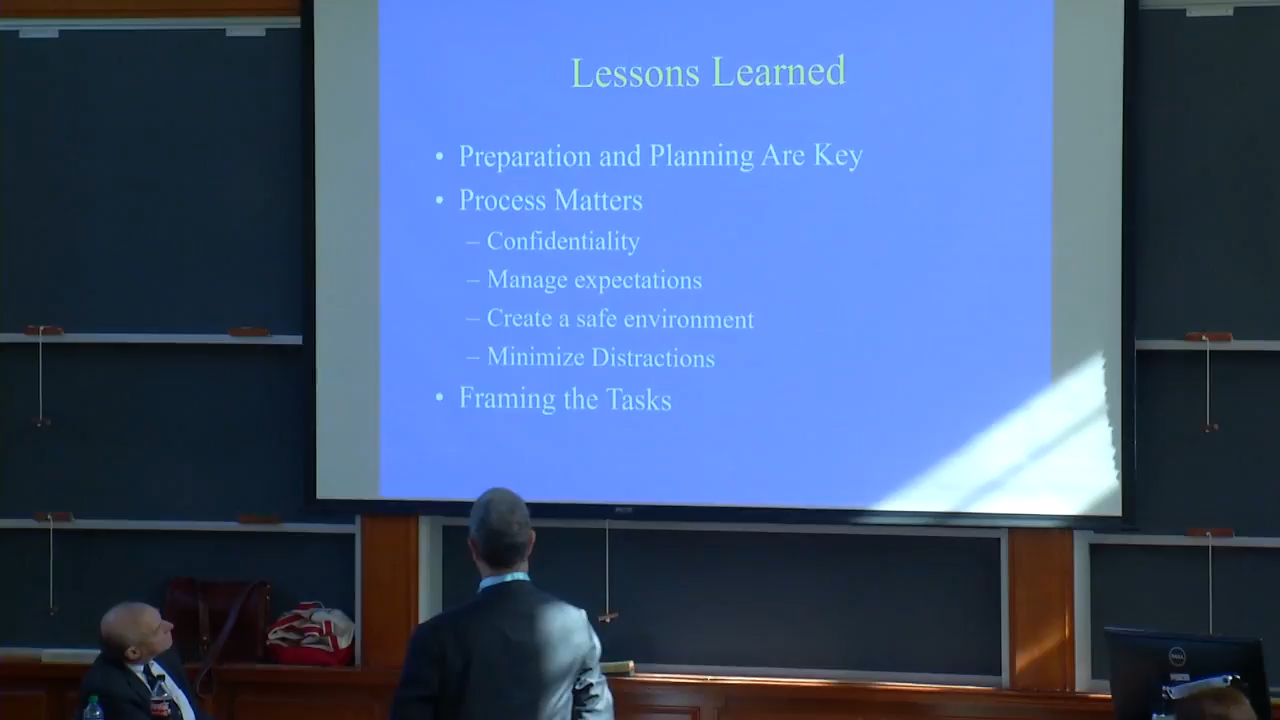 Lessons Learned
• Preparation and Planning Are Key
• Process Matters
– Confidentiality
– Manage expectations
– Create a safe environment
– Minimize Distractions
• Framing the Tasks
DELL